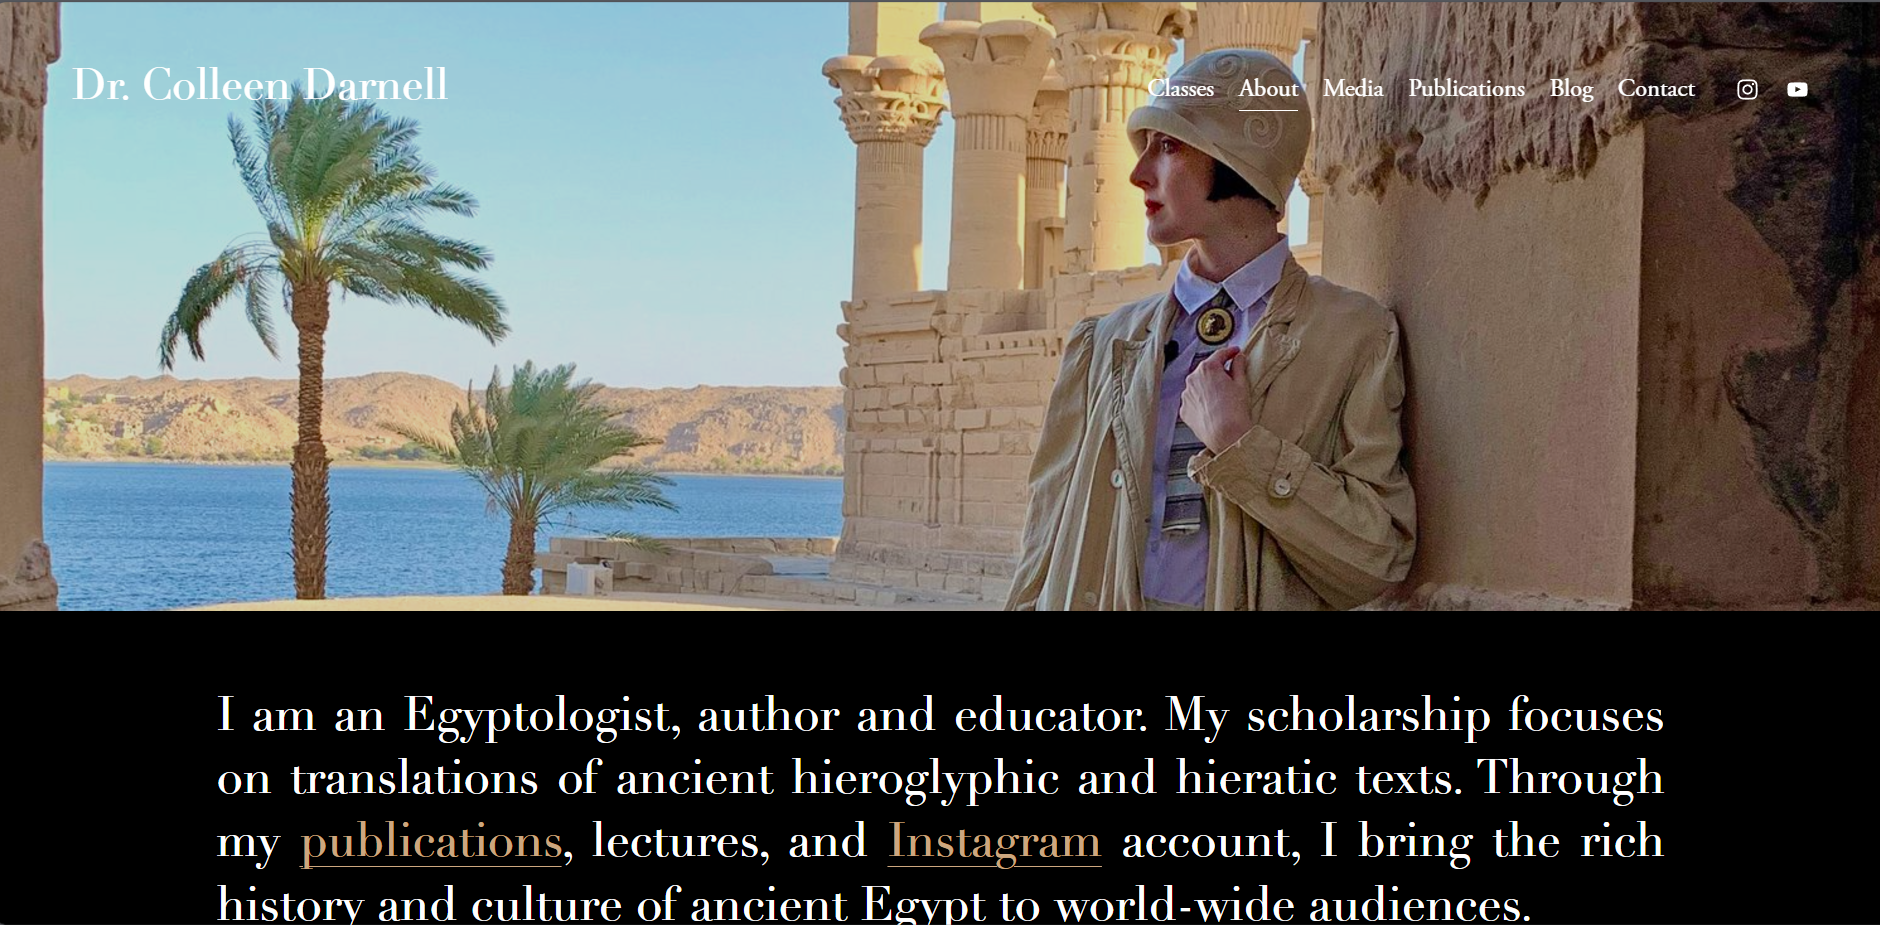 Dr. Colleen Darnell
Classes About Media Publications Blog Contact
I am an Egyptologist, author and educator. My scholarship focuses
on translations of ancient hieroglyphic and hieratic texts. Through
my publications, lectures, and Instagram account, I bring the rich
history and culture of ancient Egypt to world-wide audiences.